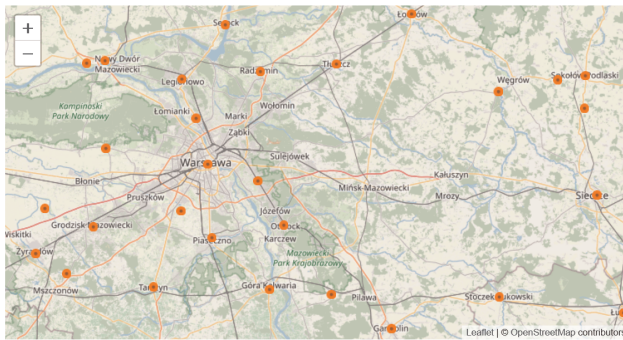 +
Łochów
Serock
−
Nowy Dwór
Mazowiecki
Tłuszcz
Radzymin
Legionowo
Węgrów
Sokołów Podlaski
Kampinoski
Park Narodowy
Łomianki
Wołomin
Marki
Ząbki
Warszawa
Sulejówek
Błonie
Kałuszyn
Mińsk Mazowiecki
Pruszków
Mrozy
Siedlce
Józefów
Grodzisk Mazowiecki
Otwock
Wiskitki
Piaseczno
Karczew
Żyrardów
Mazowiecki
Park Krajobrazowy
Mszczonów
Tarczyn
Góra Kalwaria
Pilawa
Stoczek Łukowski
Garwolin
Leaflet | © OpenStreetMap contributors